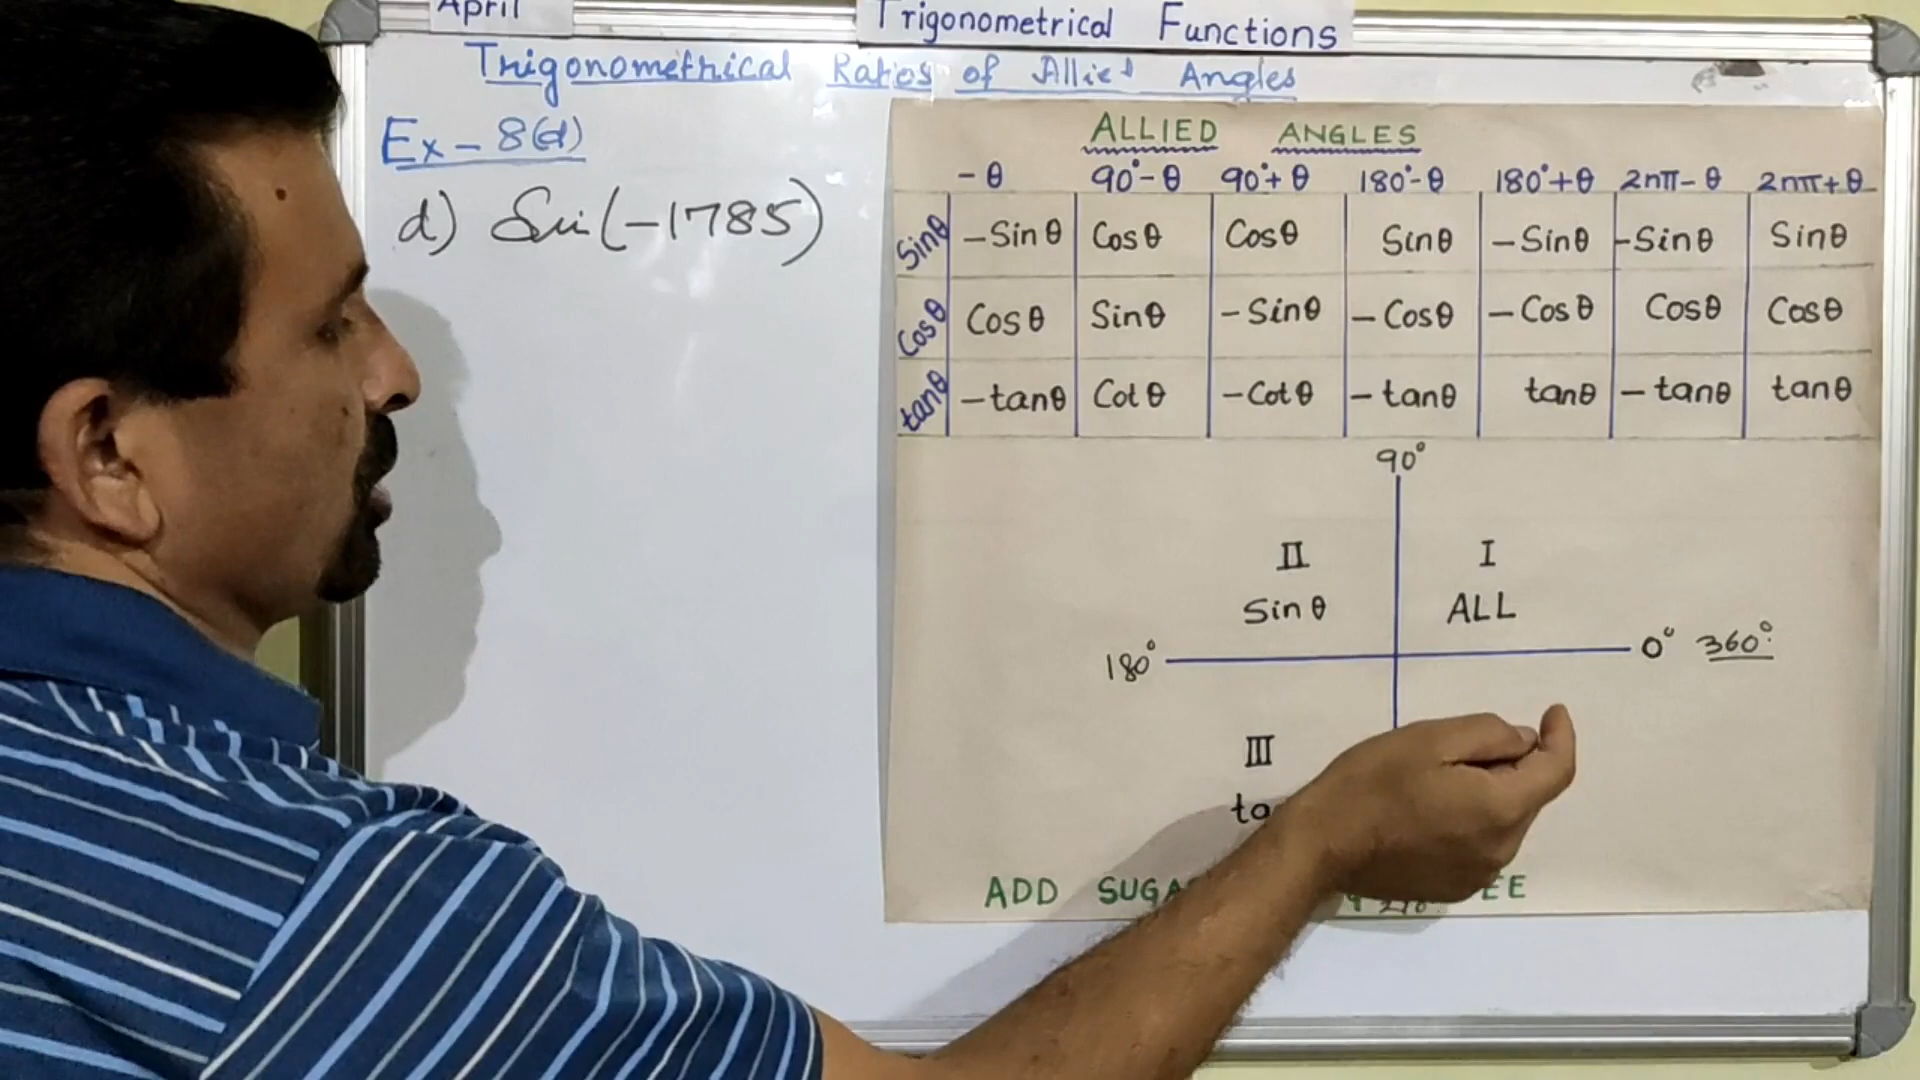 April
Trigonometrical Functions
Trigonometrical Ratios of Allied Angles
Ex - 8(d)
d) Sin(-1785)
ALLIED ANGLES
-θ 90°-θ 90°+θ 180°-θ 180°+θ 2nπ-θ 2nπ+θ
Sinθ -Sinθ Cosθ Cosθ Sinθ -Sinθ -Sinθ Sinθ
Cosθ Cosθ Sinθ -Sinθ -Cosθ -Cosθ Cosθ Cosθ
tanθ -tanθ Cotθ -Cotθ -tanθ tanθ -tanθ tanθ
90°
II I
Sinθ ALL
180° 0° 360°
III
ta
ADD SUGA EE